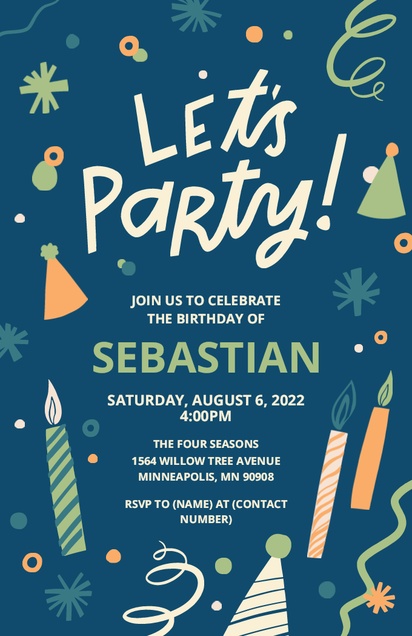 Let's
Party!
JOIN US TO CELEBRATE
THE BIRTHDAY OF
SEBASTIAN
SATURDAY, AUGUST 6, 2022
4:00PM
THE FOUR SEASONS
1564 WILLOW TREE AVENUE
MINNEAPOLIS, MN 90908
RSVP TO (NAME) AT (CONTACT
NUMBER)